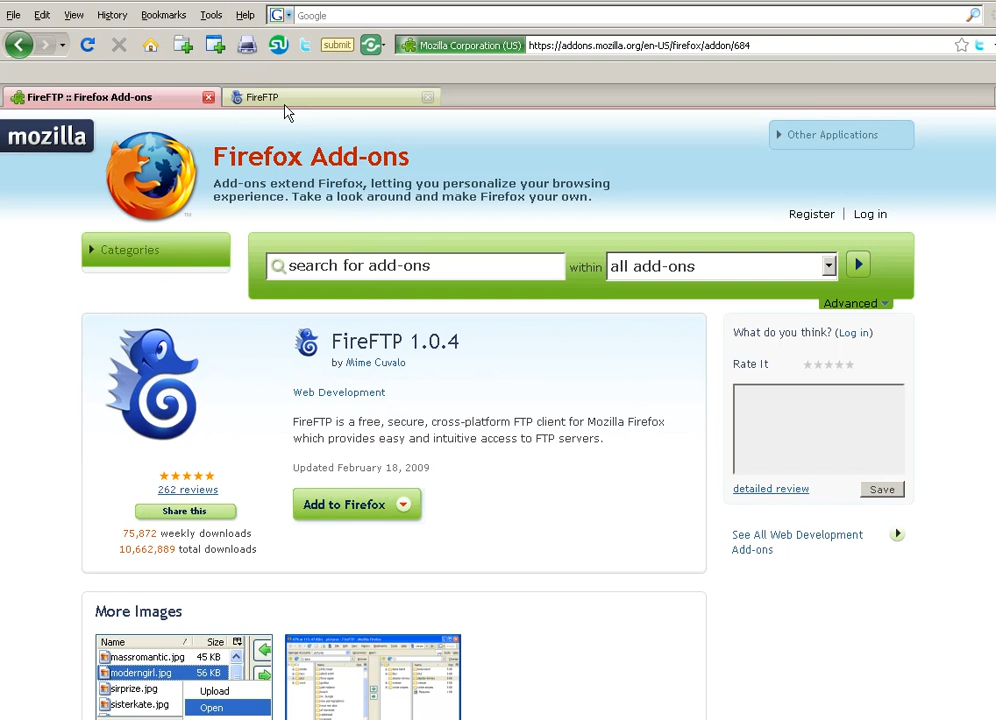 File Edit View History Bookmarks Tools Help G Google
submit Mozilla Corporation (US) https://addons.mozilla.org/en-US/firefox/addon/684
FireFTP :: Firefox Add-ons FireFTP
mozilla
Other Applications
Firefox Add-ons
Add-ons extend Firefox, letting you personalize your browsing
experience. Take a look around and make Firefox your own.
Register | Log in
Categories
search for add-ons within all add-ons
Advanced
FireFTP 1.0.4
by Mime Cuvalo
What do you think? (Log in)
Rate It
Web Development
FireFTP is a free, secure, cross-platform FTP client for Mozilla Firefox
which provides easy and intuitive access to FTP servers.
Updated February 18, 2009
262 reviews
detailed review Save
Add to Firefox
Share this
75,872 weekly downloads
10,662,889 total downloads
See All Web Development
Add-ons
More Images
Name / Size
massromantic.jpg 45 KB
moderngirl.jpg 56 KB
sirprize.jpg
Upload
sisterkate.jpg
Open